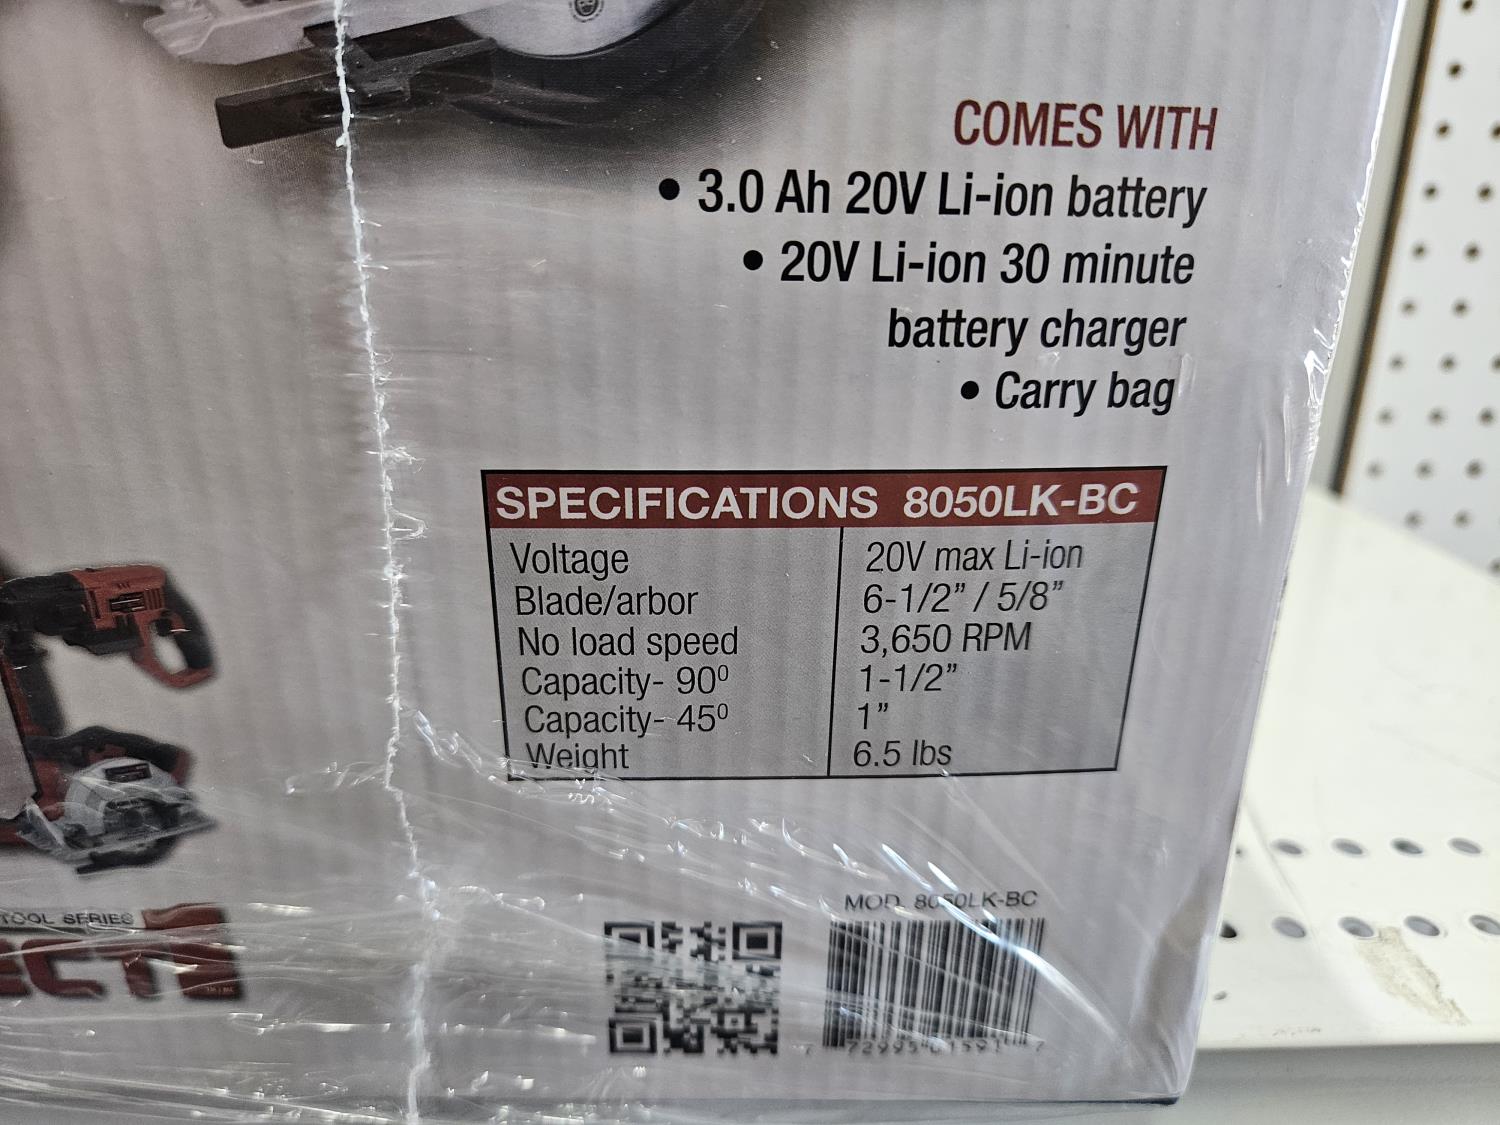 COMES WITH
• 3.0 Ah 20V Li-ion battery
• 20V Li-ion 30 minute
battery charger
• Carry bag
SPECIFICATIONS 8050LK-BC
Voltage 20V max Li-ion
Blade/arbor 6-1/2” / 5/8”
No load speed 3,650 RPM
Capacity- 90⁰ 1-1/2”
Capacity- 45⁰ 1”
Weight 6.5 lbs
TOOL SERIES
MOD. 8050LK-BC